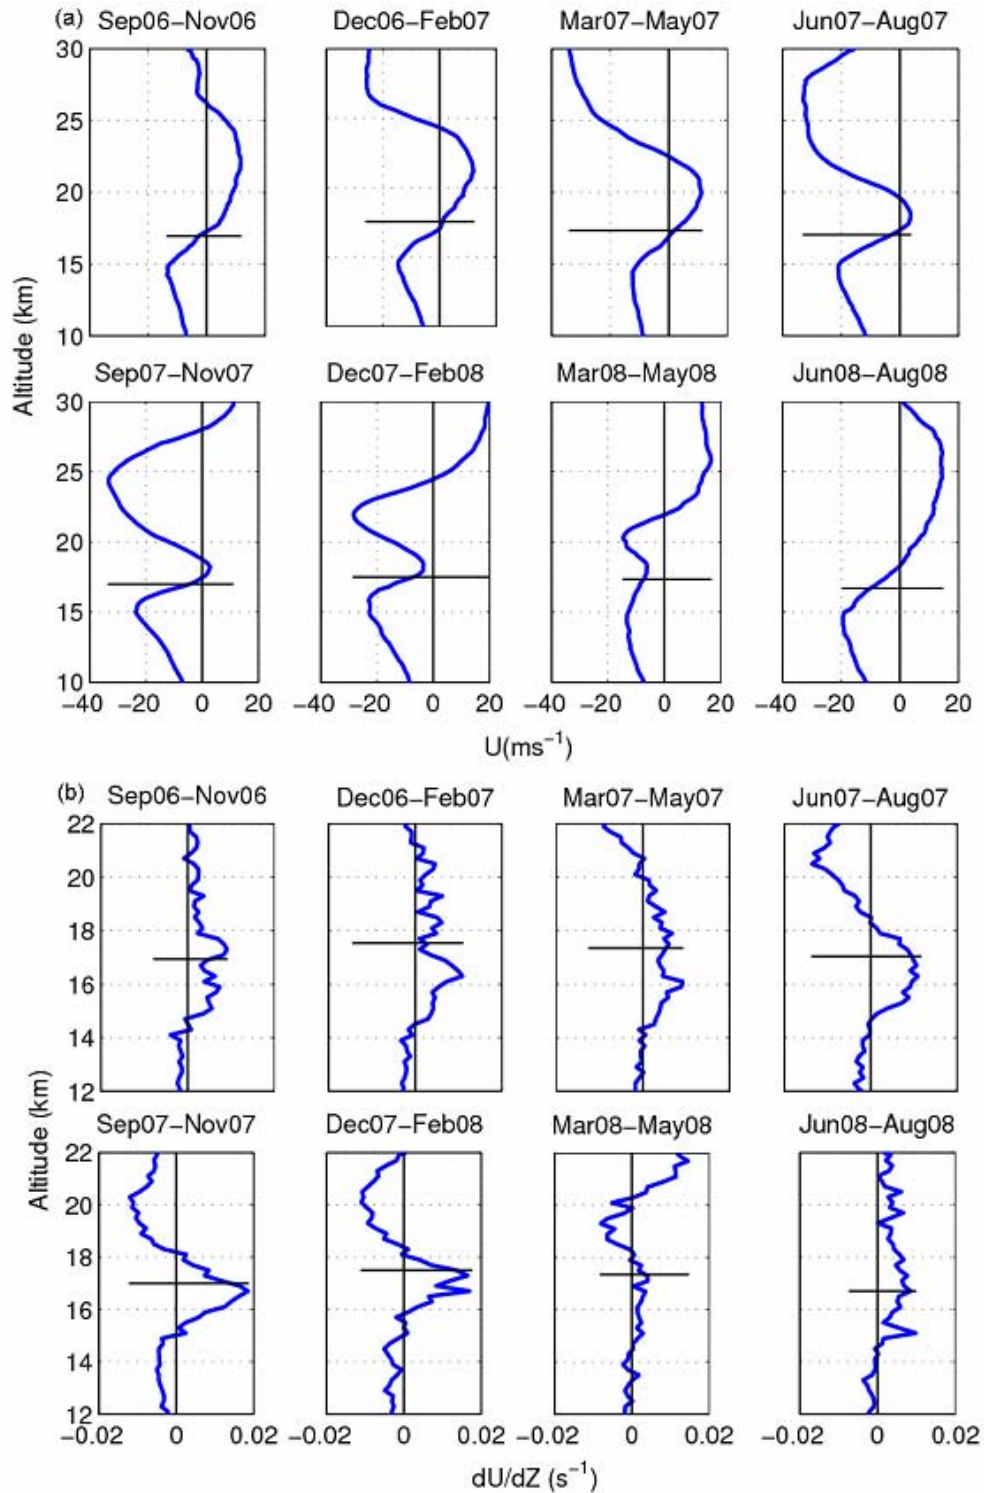 (a)
Sep06−Nov06 Dec06−Feb07 Mar07−May07 Jun07−Aug07
30
25
20
15
10
Altitude (km)
Sep07−Nov07 Dec07−Feb08 Mar08−May08 Jun08−Aug08
30
25
20
15
10
−40 −20 0 20 −40 −20 0 20 −40 −20 0 20 −40 −20 0 20
U(ms⁻¹)
(b)
Sep06−Nov06 Dec06−Feb07 Mar07−May07 Jun07−Aug07
22
20
18
16
14
12
Altitude (km)
Sep07−Nov07 Dec07−Feb08 Mar08−May08 Jun08−Aug08
22
20
18
16
14
12
−0.02 0 0.02 −0.02 0 0.02 −0.02 0 0.02 −0.02 0 0.02
dU/dZ (s⁻¹)